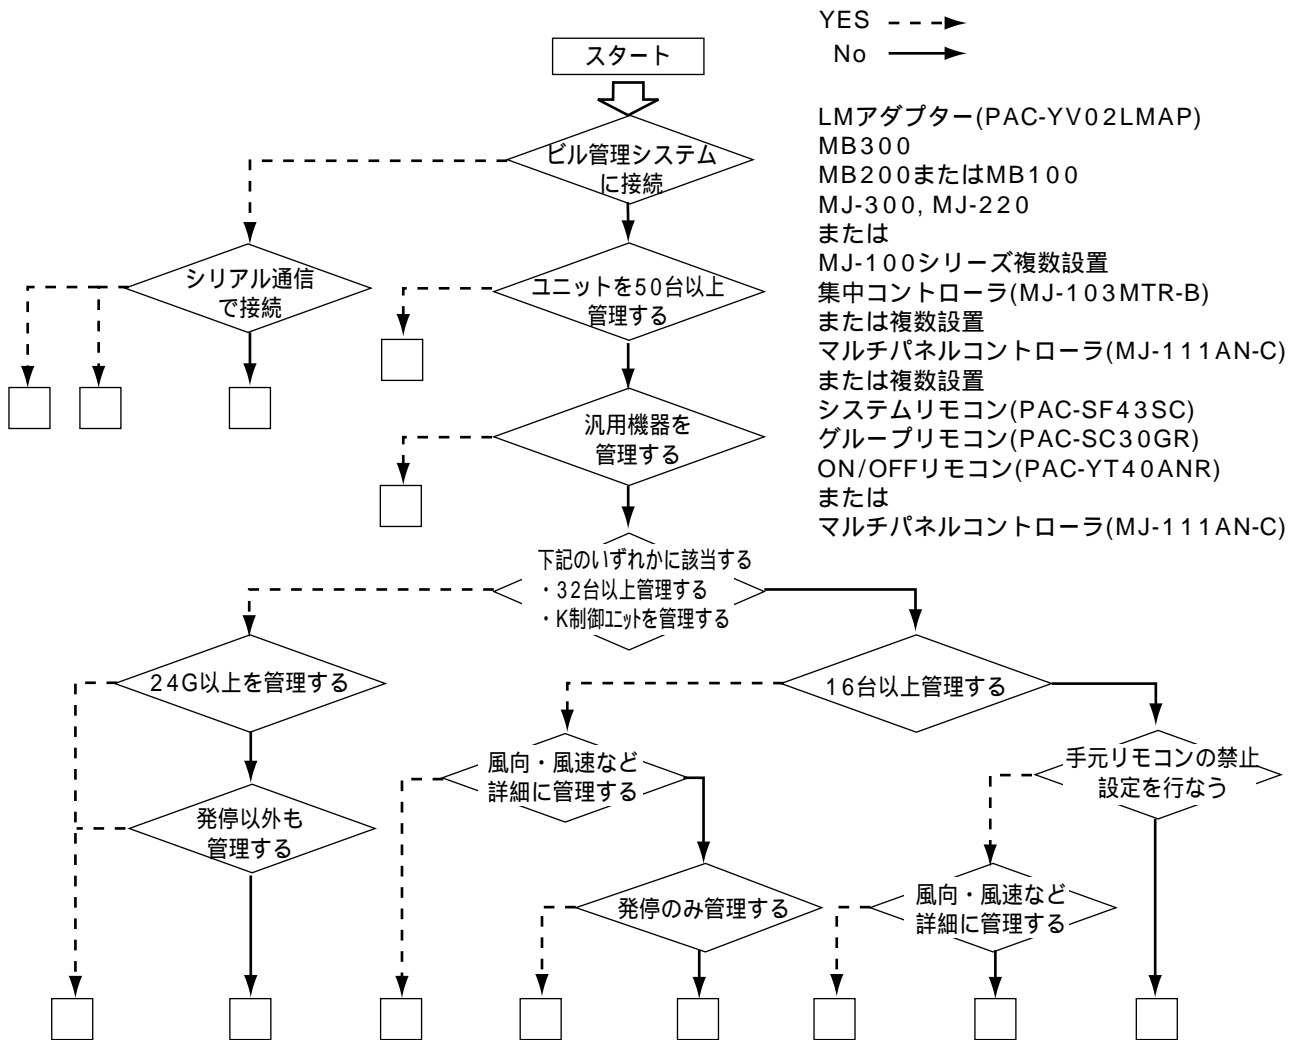 YES
No
スタート
LMアダプター(PAC-YV02LMAP)
MB300
MB200またはMB100
MJ-300, MJ-220
または
MJ-100シリーズ複数設置
集中コントローラ(MJ-103MTR-B)
または複数設置
マルチパネルコントローラ(MJ-111AN-C)
または複数設置
システムリモコン(PAC-SF43SC)
グループリモコン(PAC-SC30GR)
ON/OFFリモコン(PAC-YT40ANR)
または
マルチパネルコントローラ(MJ-111AN-C)
ビル管理システム
に接続
シリアル通信
で接続
ユニットを50台以上
管理する
汎用機器を
管理する
下記のいずれかに該当する
・32台以上管理する
・K制御ユニットを管理する
24G以上を管理する
16台以上管理する
風向・風速など
詳細に管理する
手元リモコンの禁止
設定を行なう
発停以外も
管理する
発停のみ管理する
風向・風速など
詳細に管理する